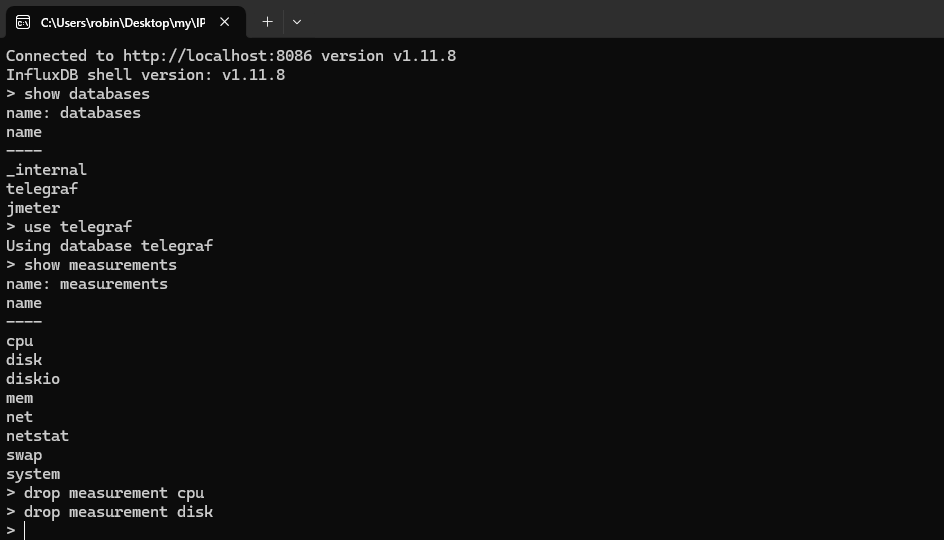 C:\Users\robin\Desktop\my\IP
Connected to http://localhost:8086 version v1.11.8
InfluxDB shell version: v1.11.8
> show databases
name: databases
name
----
_internal
telegraf
jmeter
> use telegraf
Using database telegraf
> show measurements
name: measurements
name
----
cpu
disk
diskio
mem
net
netstat
swap
system
> drop measurement cpu
> drop measurement disk
>